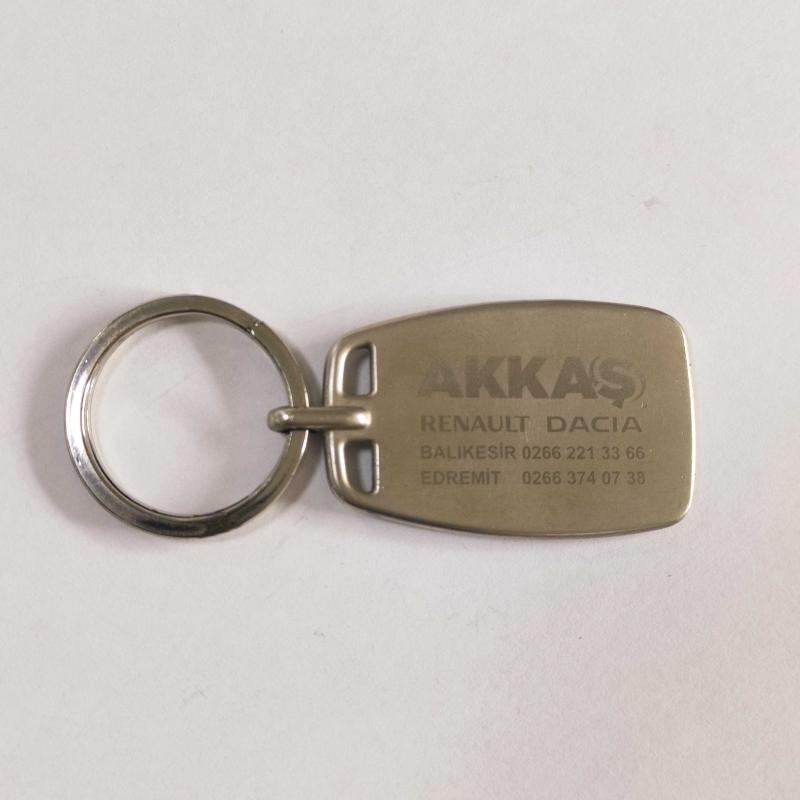 AKKAŞ
RENAULT DACIA
BALIKESİR 0266 221 33 66
EDREMİT 0266 374 07 38